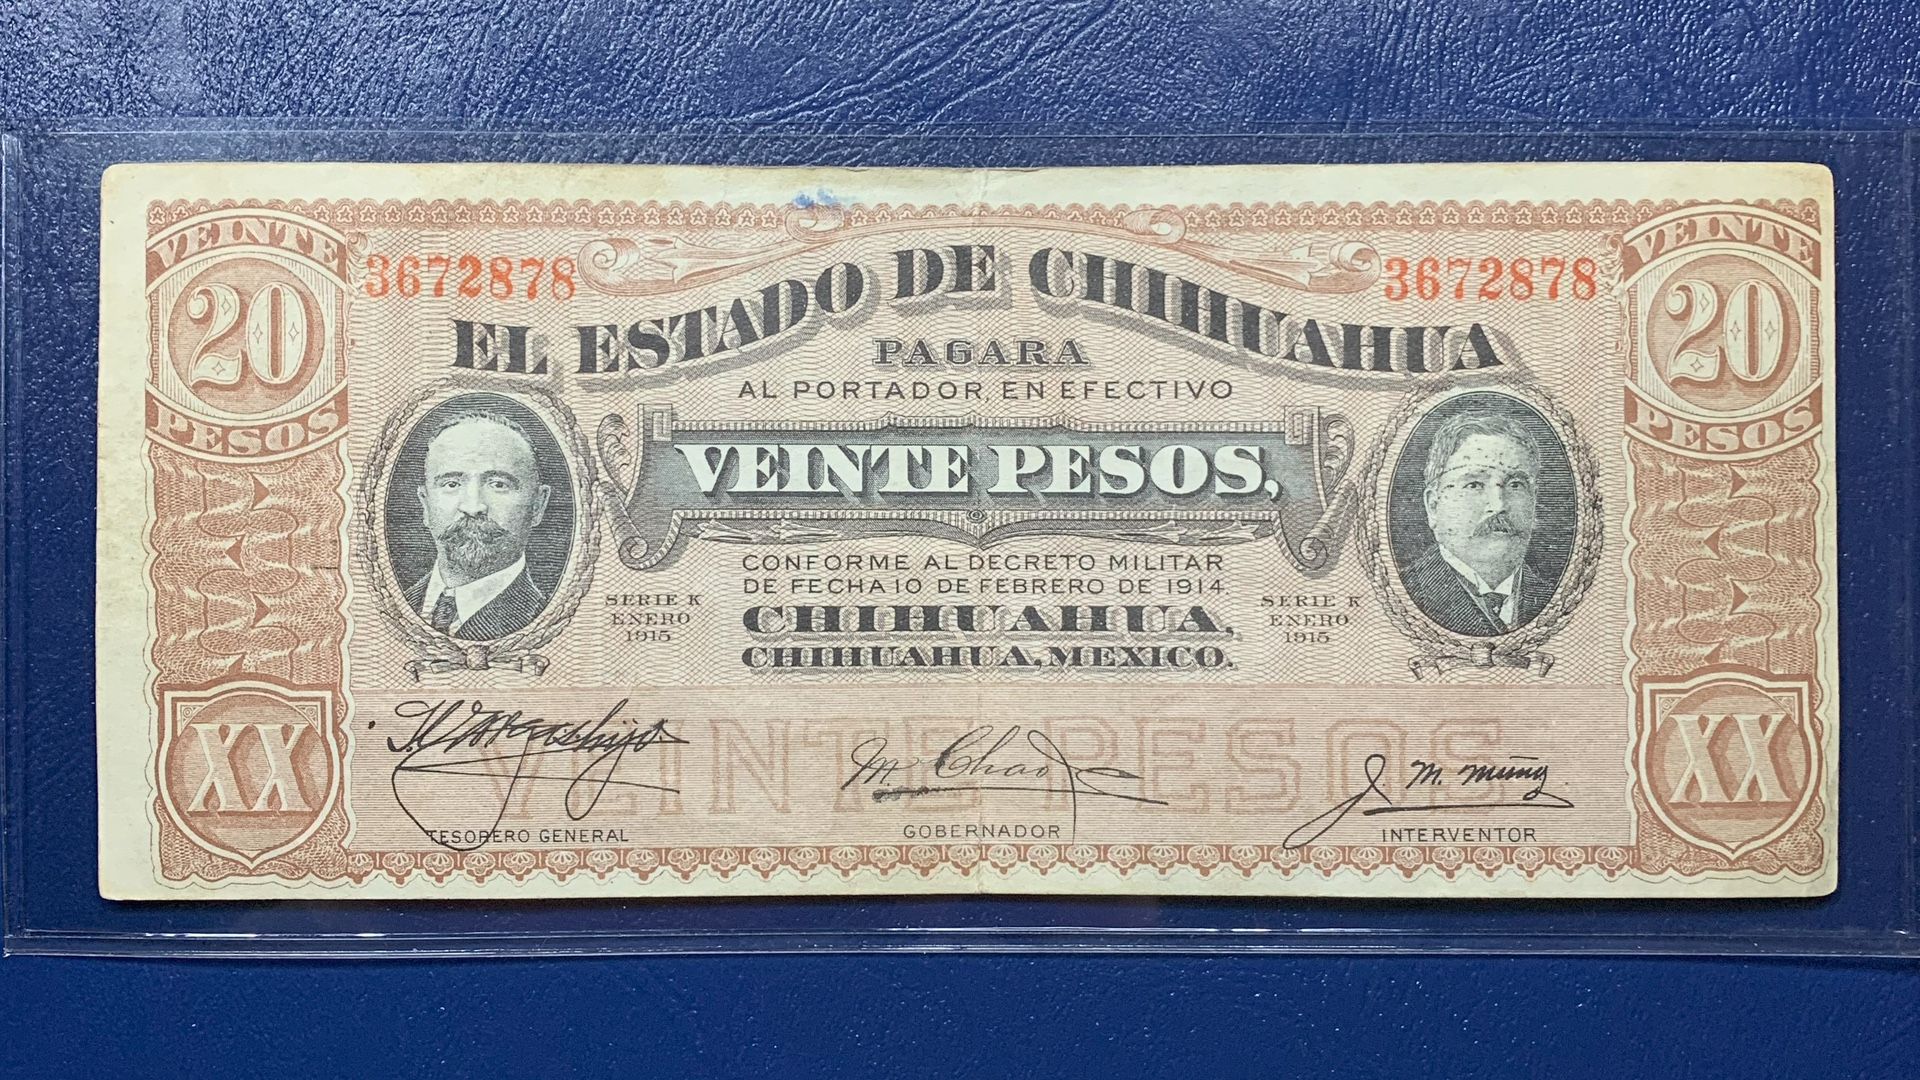 VEINTE 20 PESOS
VEINTE 20 PESOS
3672878 3672878
EL ESTADO DE CHIHUAHUA
PAGARA
AL PORTADOR, EN EFECTIVO
VEINTE PESOS,
CONFORME AL DECRETO MILITAR
DE FECHA 10 DE FEBRERO DE 1914.
SERIE K
ENERO
1915
SERIE K
ENERO
1915
CHIHUAHUA,
CHIHUAHUA, MEXICO.
XX XX
VEINTE PESOS
M Chao
TESORERO GENERAL
GOBERNADOR
INTERVENTOR